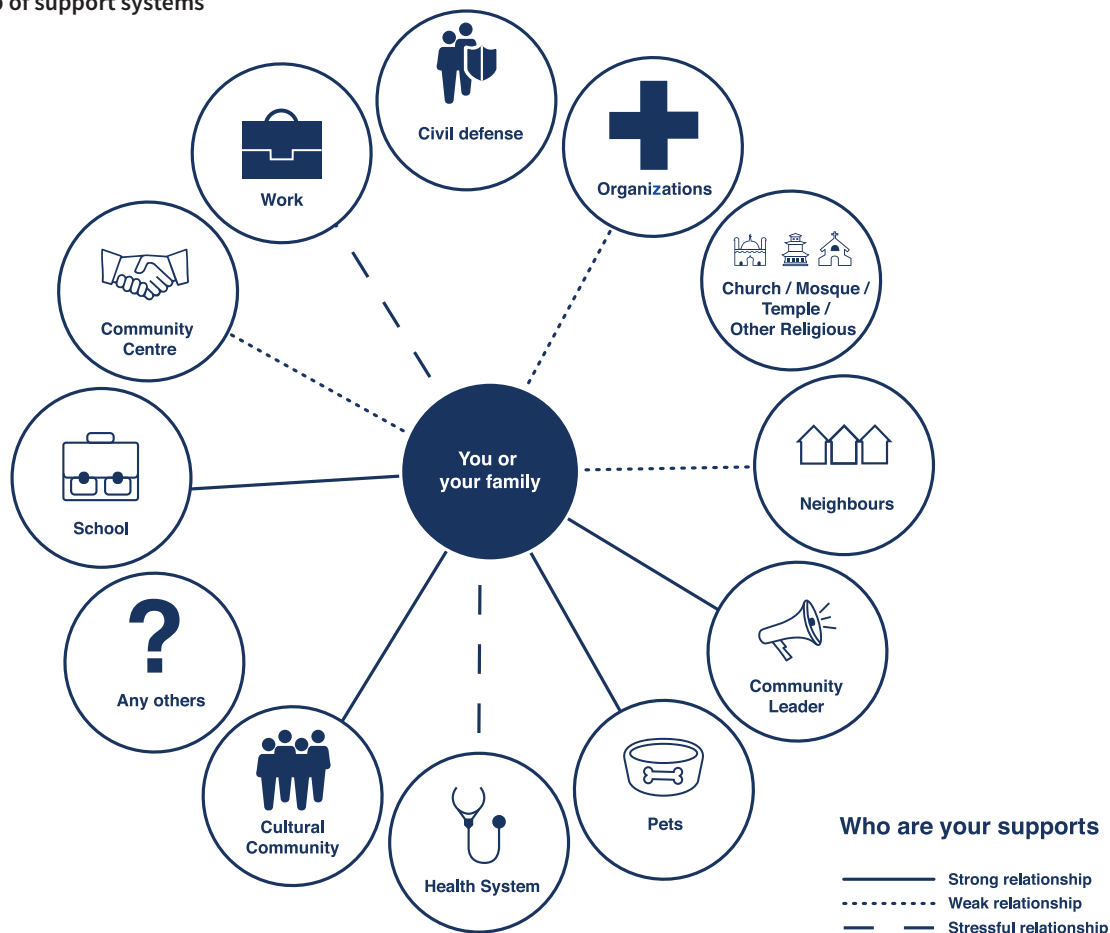 of support systems
Civil defense
Work
Organizations
Church / Mosque /
Temple /
Other Religious
Community
Centre
You or
your family
Neighbours
School
Community
Leader
Any others
Pets
Cultural
Community
Health System
Who are your supports
Strong relationship
Weak relationship
Stressful relationship